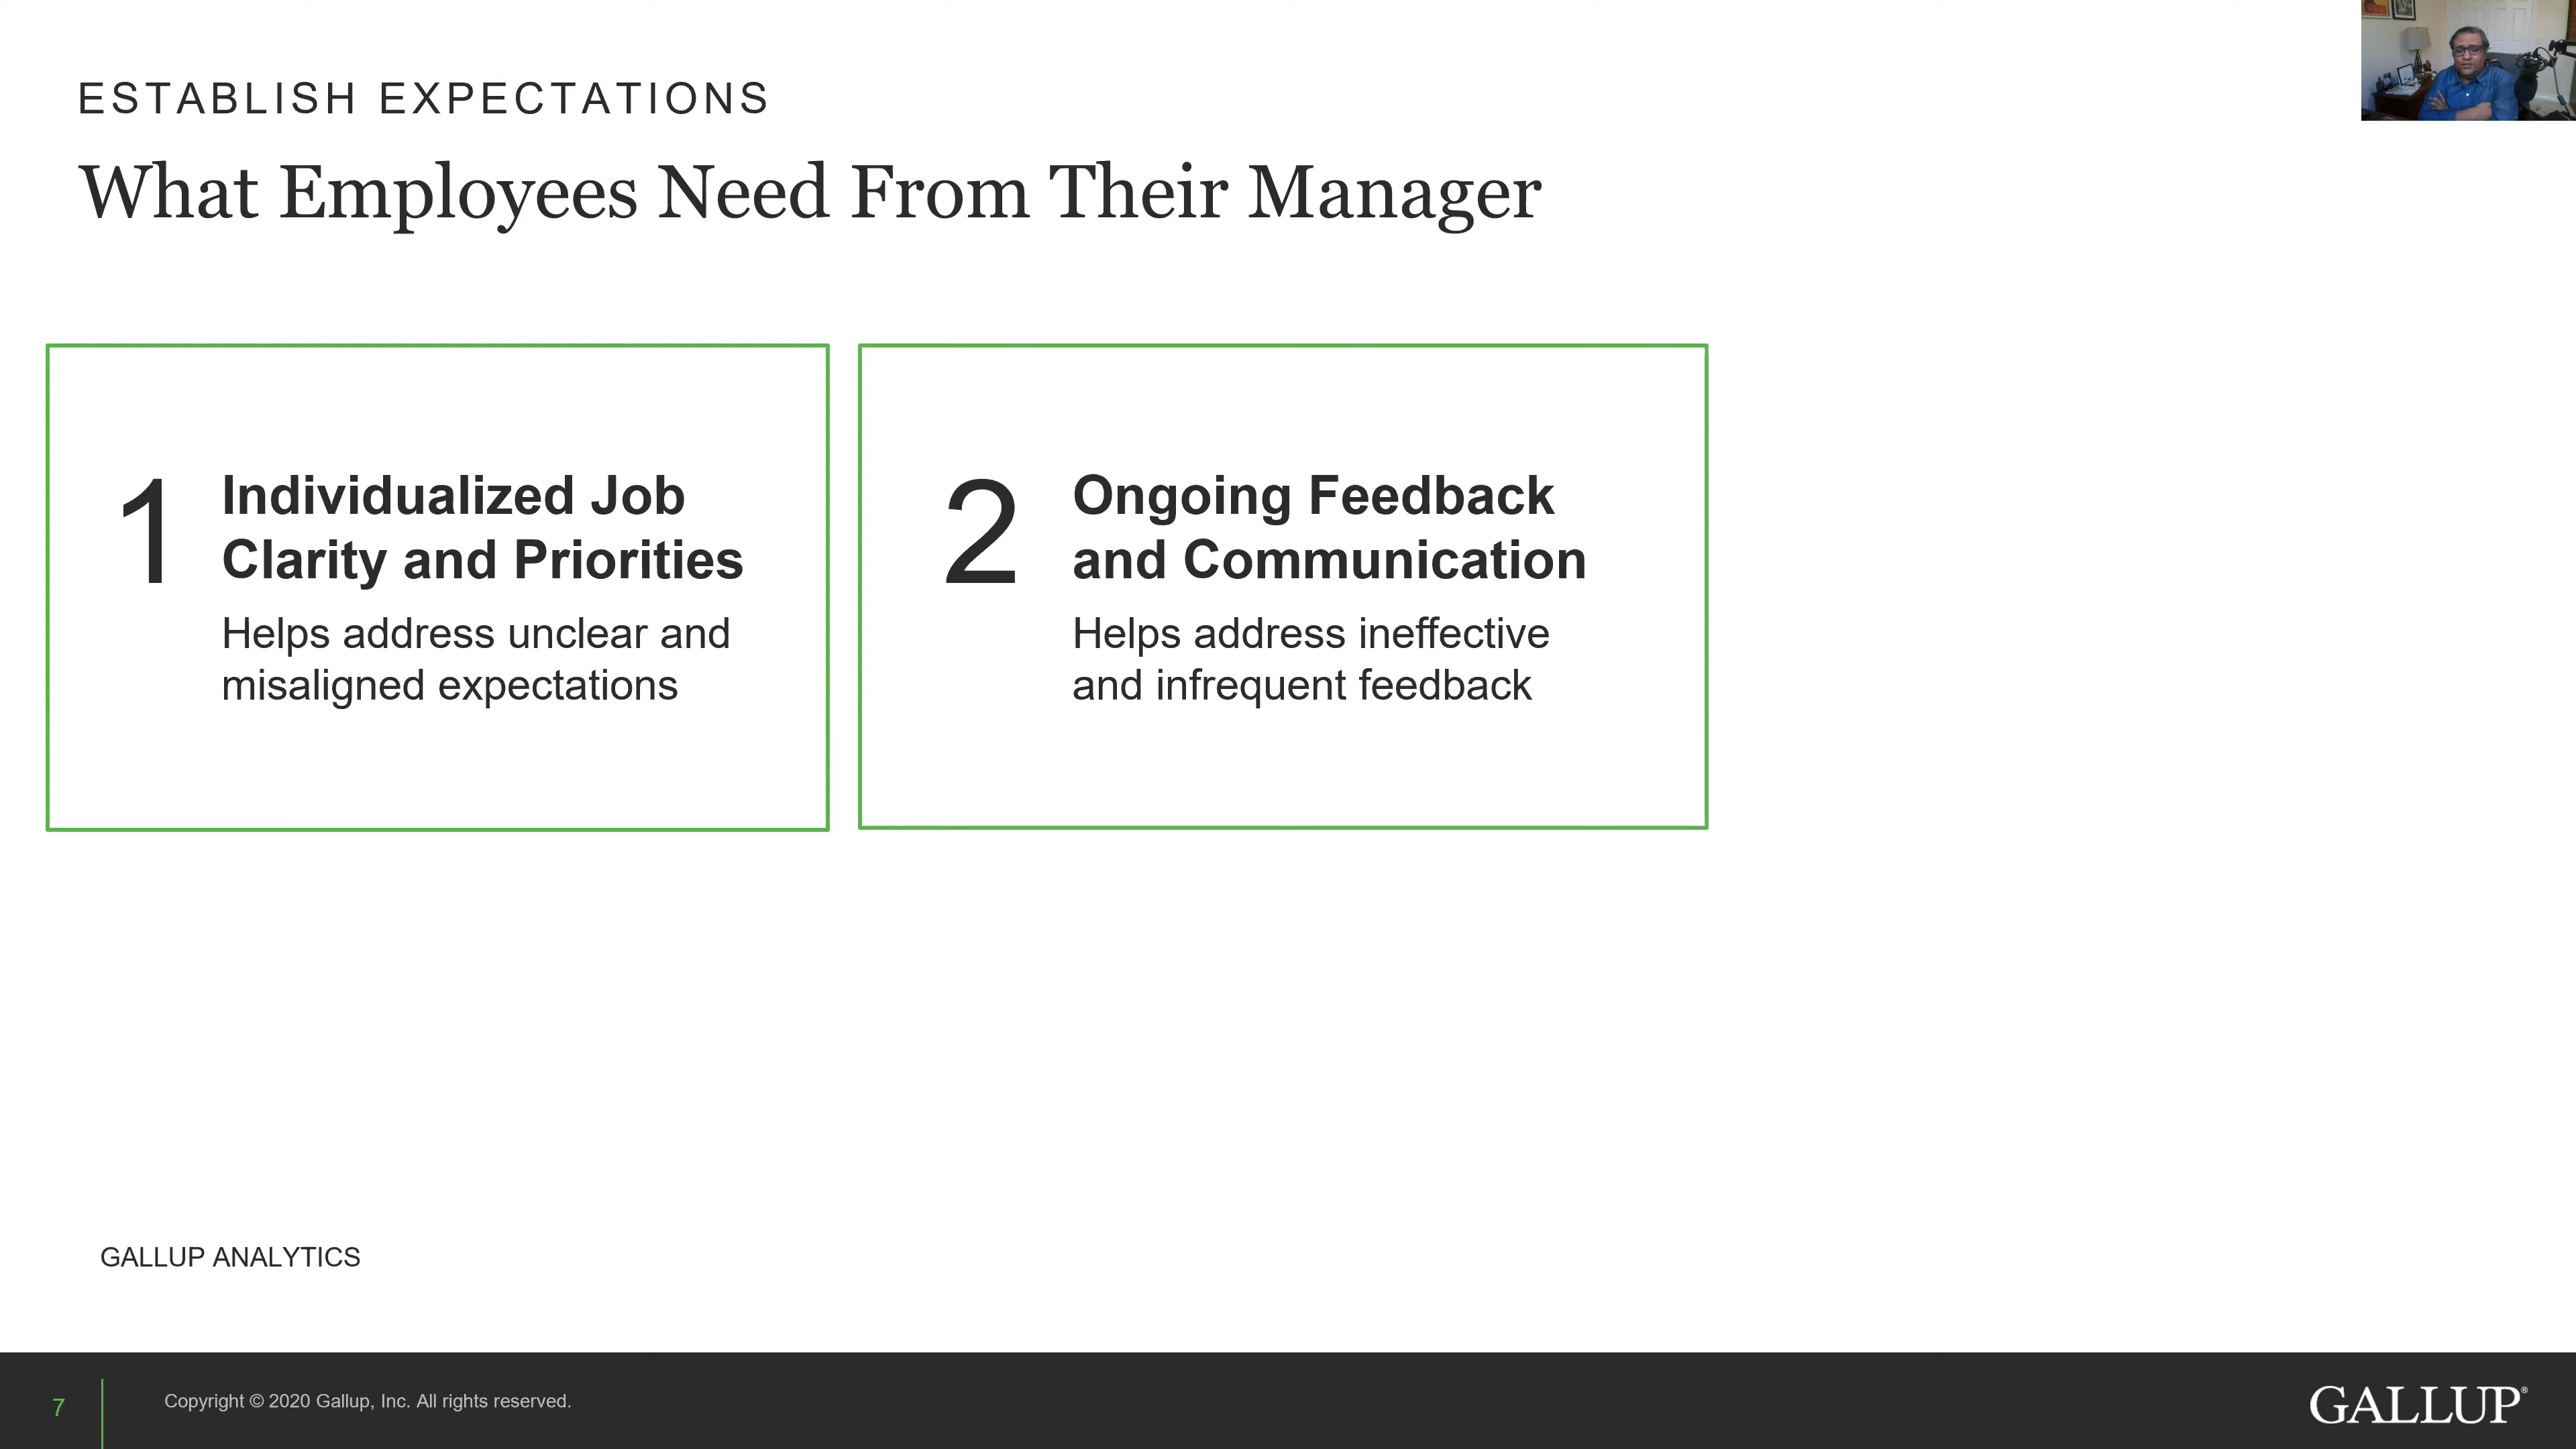 ESTABLISH EXPECTATIONS
What Employees Need From Their Manager
1
Individualized Job
Clarity and Priorities
Helps address unclear and
misaligned expectations
2
Ongoing Feedback
and Communication
Helps address ineffective
and infrequent feedback
GALLUP ANALYTICS
7
Copyright © 2020 Gallup, Inc. All rights reserved.
GALLUP®